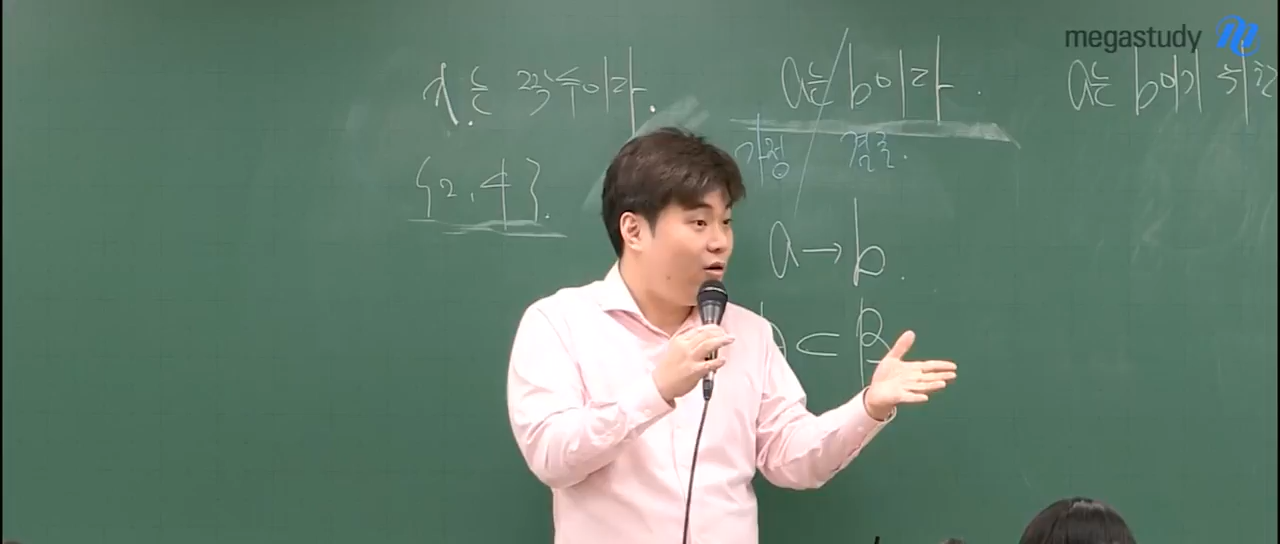 megastudy
x는 짝수이다.
a는 b이다.
a는 b이기 위한
가정 결론.
{2, 4}.
a → b.
⊂ B